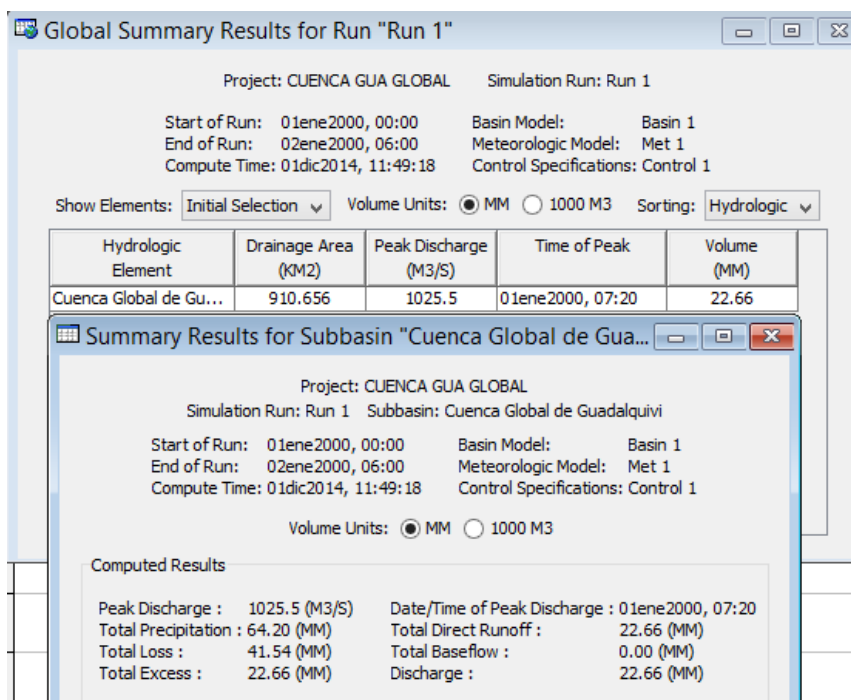 Global Summary Results for Run "Run 1"
Project: CUENCA GUA GLOBAL Simulation Run: Run 1
Start of Run: 01ene2000, 00:00 Basin Model: Basin 1
End of Run: 02ene2000, 06:00 Meteorologic Model: Met 1
Compute Time: 01dic2014, 11:49:18 Control Specifications: Control 1
Show Elements: Initial Selection Volume Units: MM 1000 M3 Sorting: Hydrologic
Hydrologic Drainage Area Peak Discharge Time of Peak Volume
Element (KM2) (M3/S) (MM)
Cuenca Global de Gu... 910.656 1025.5 01ene2000, 07:20 22.66
Summary Results for Subbasin "Cuenca Global de Gua...
Project: CUENCA GUA GLOBAL
Simulation Run: Run 1 Subbasin: Cuenca Global de Guadalquivi
Start of Run: 01ene2000, 00:00 Basin Model: Basin 1
End of Run: 02ene2000, 06:00 Meteorologic Model: Met 1
Compute Time: 01dic2014, 11:49:18 Control Specifications: Control 1
Volume Units: MM 1000 M3
Computed Results
Peak Discharge : 1025.5 (M3/S) Date/Time of Peak Discharge : 01ene2000, 07:20
Total Precipitation : 64.20 (MM) Total Direct Runoff : 22.66 (MM)
Total Loss : 41.54 (MM) Total Baseflow : 0.00 (MM)
Total Excess : 22.66 (MM) Discharge : 22.66 (MM)